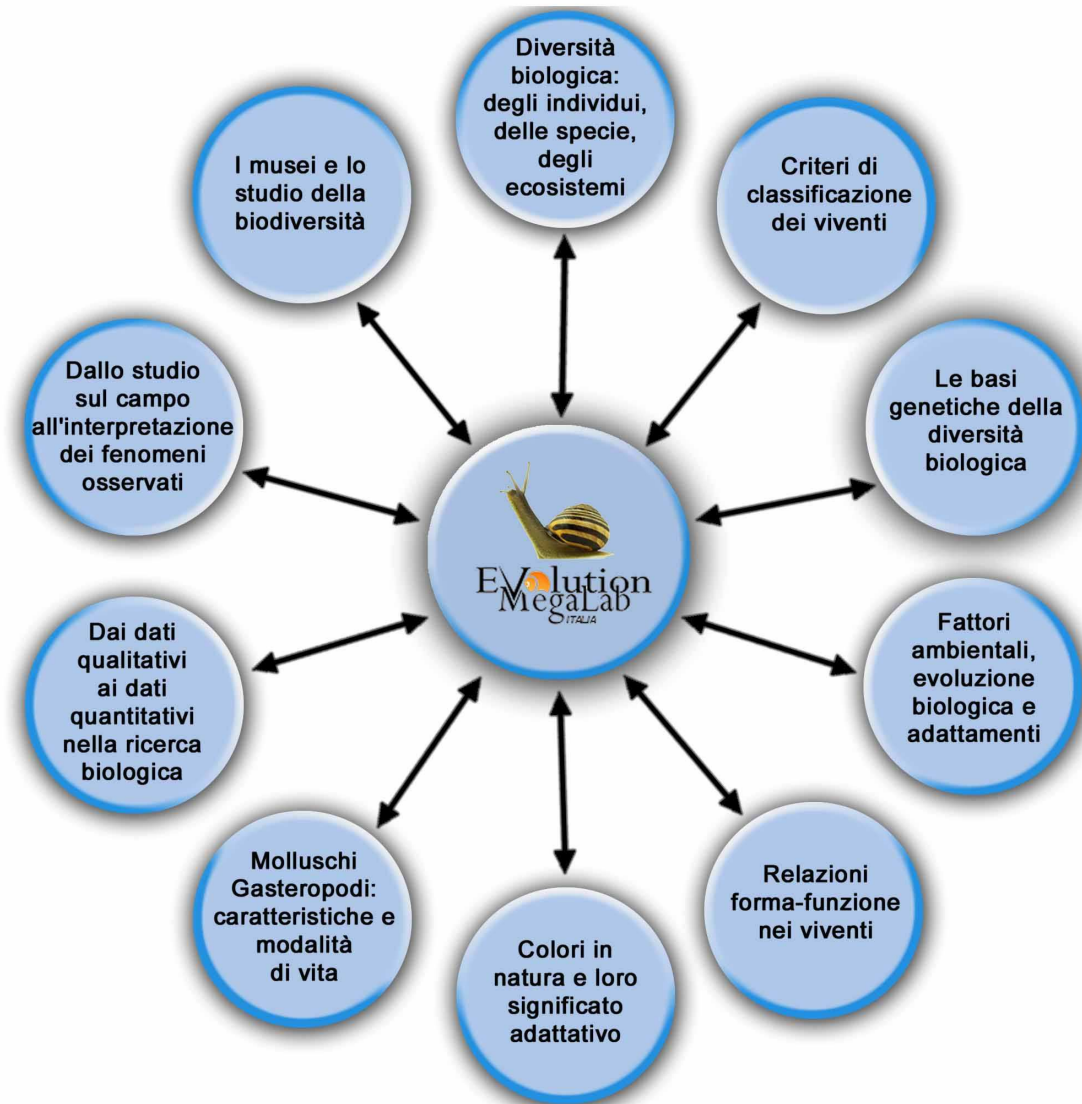 Diversità
biologica:
degli individui,
delle specie,
degli
ecosistemi
Criteri di
classificazione
dei viventi
Le basi
genetiche della
diversità
biologica
Fattori
ambientali,
evoluzione
biologica e
adattamenti
Relazioni
forma-funzione
nei viventi
Colori in
natura e loro
significato
adattativo
Molluschi
Gasteropodi:
caratteristiche e
modalità
di vita
Dai dati
qualitativi
ai dati
quantitativi
nella ricerca
biologica
Dallo studio
sul campo
all'interpretazione
dei fenomeni
osservati
I musei e lo
studio della
biodiversità
Evolution
MegaLab
ITALIA